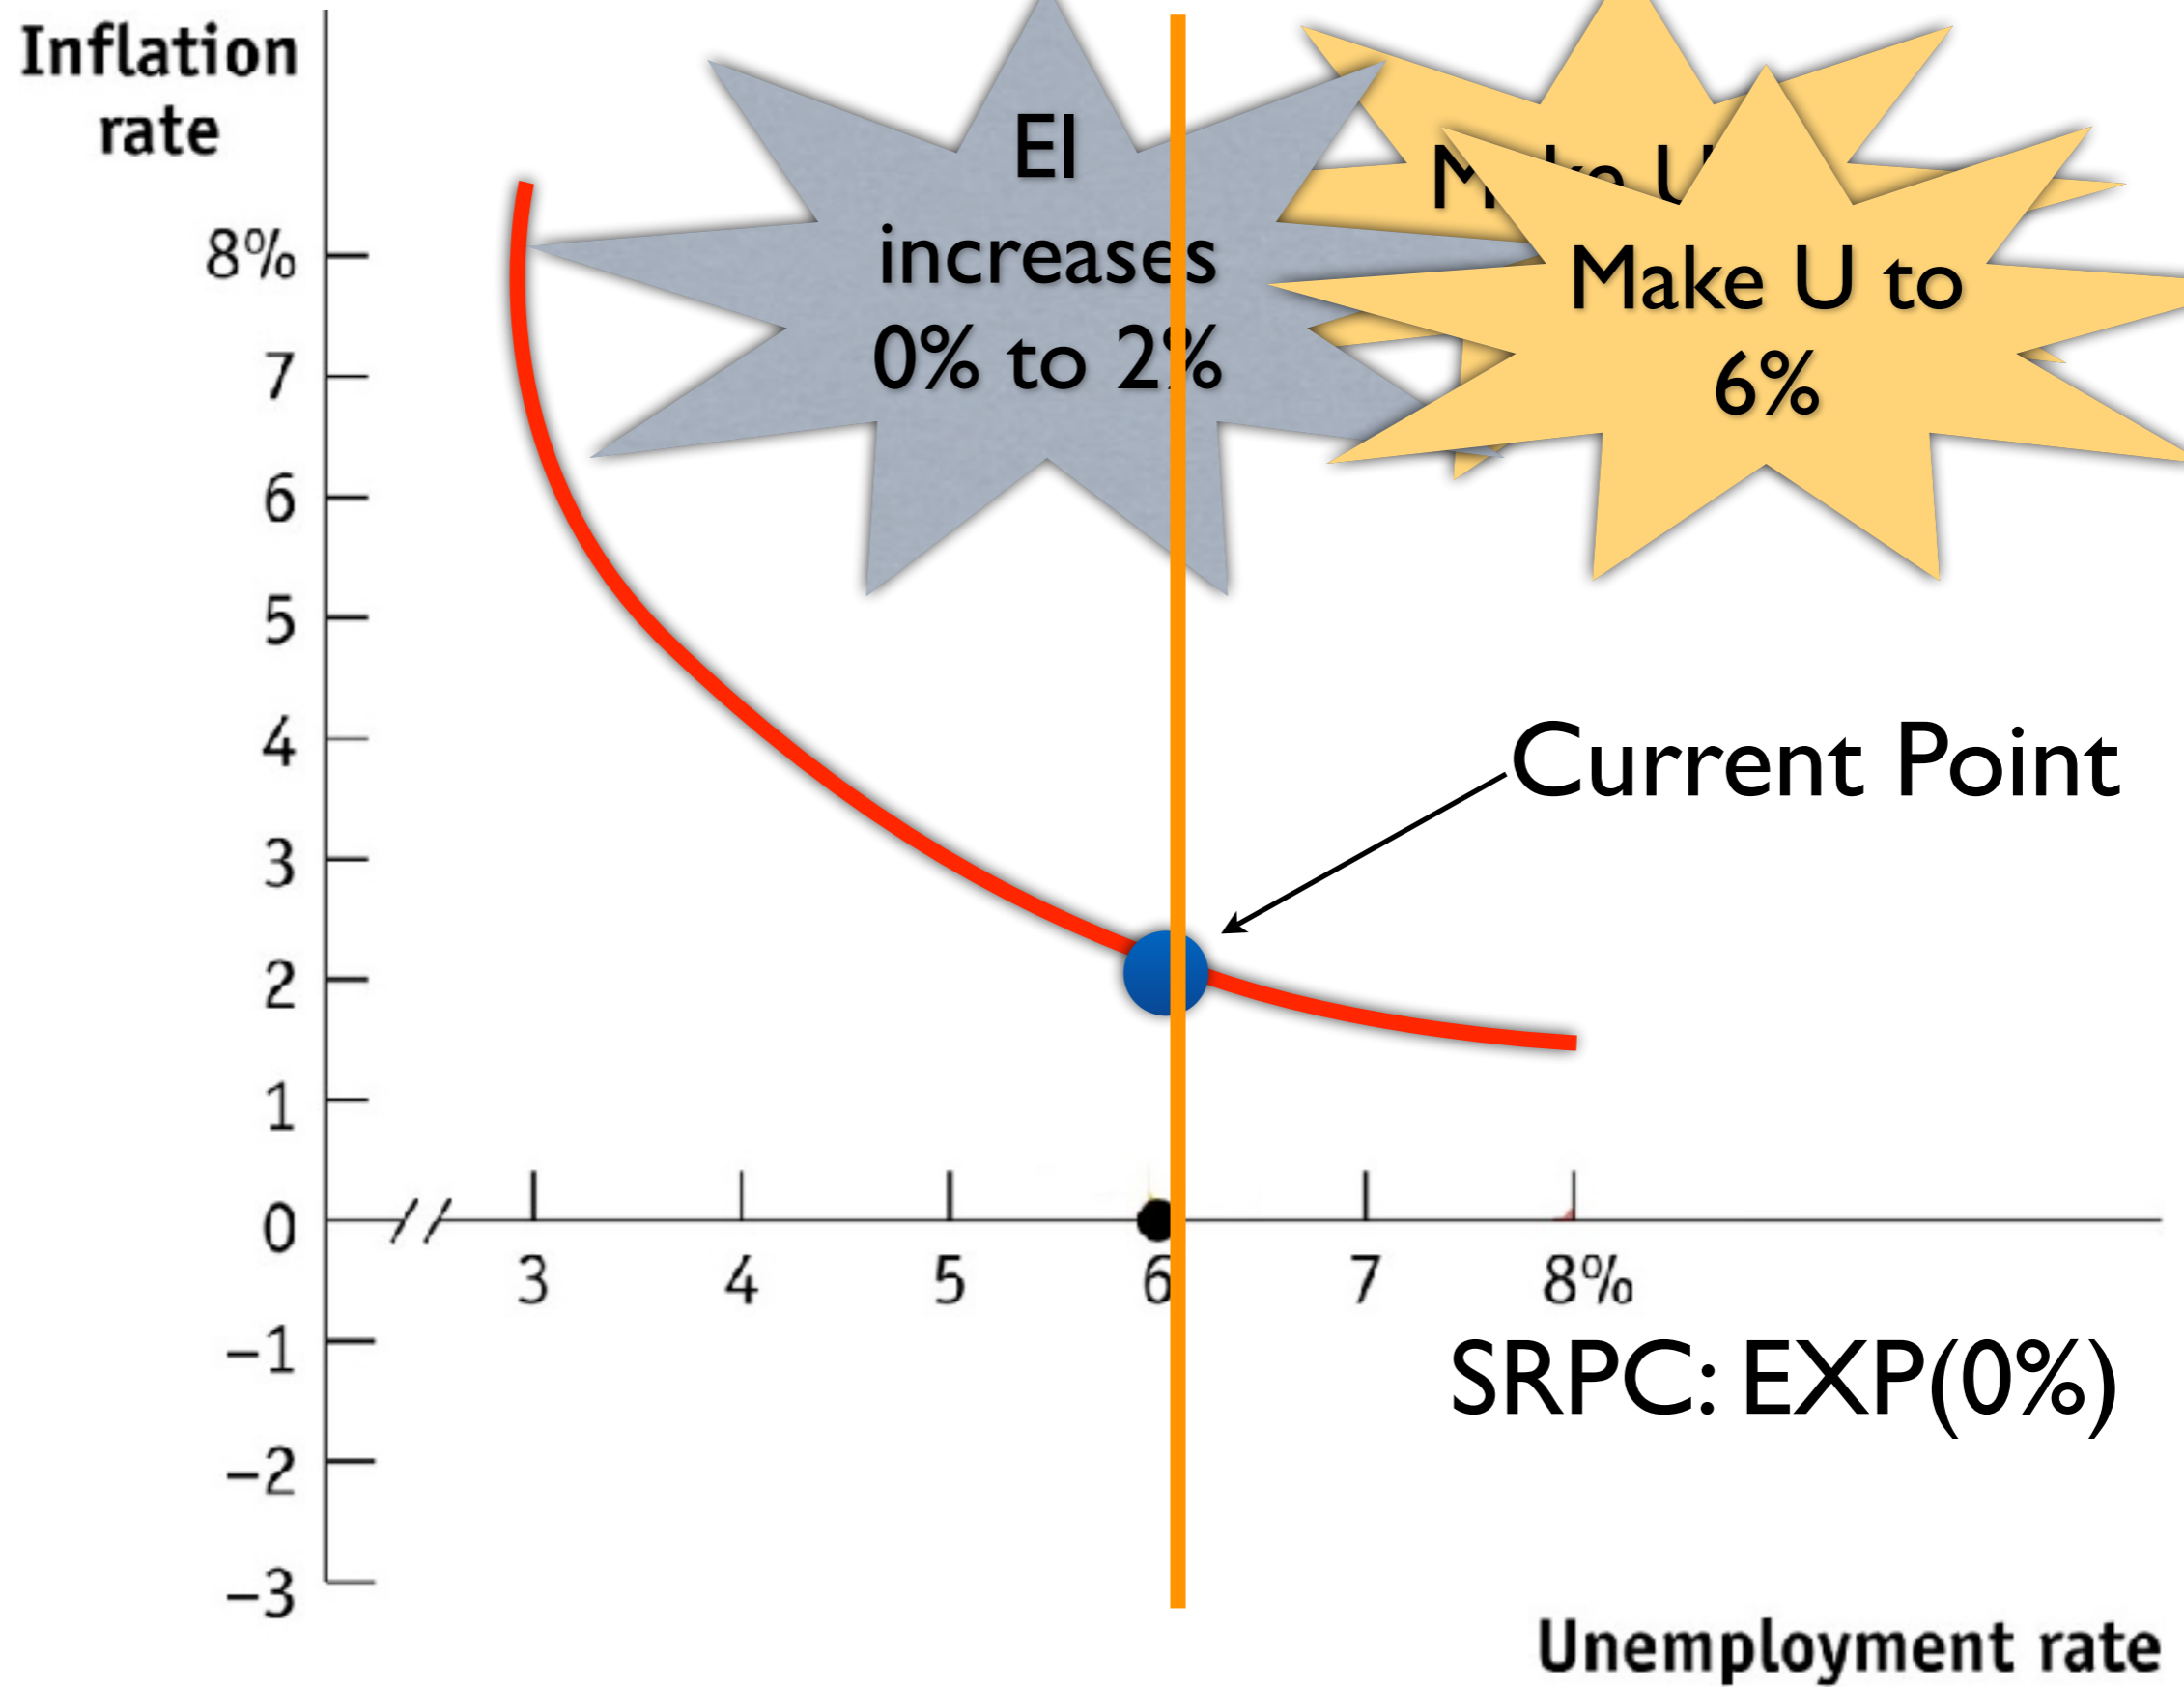 Inflation
rate
EI
increases
0% to 2%
Make U to
6%
8%
7
6
5
4
3
2
1
0
-1
-2
-3
Current Point
3
4
5
6
7
8%
SRPC: EXP(0%)
Unemployment rate